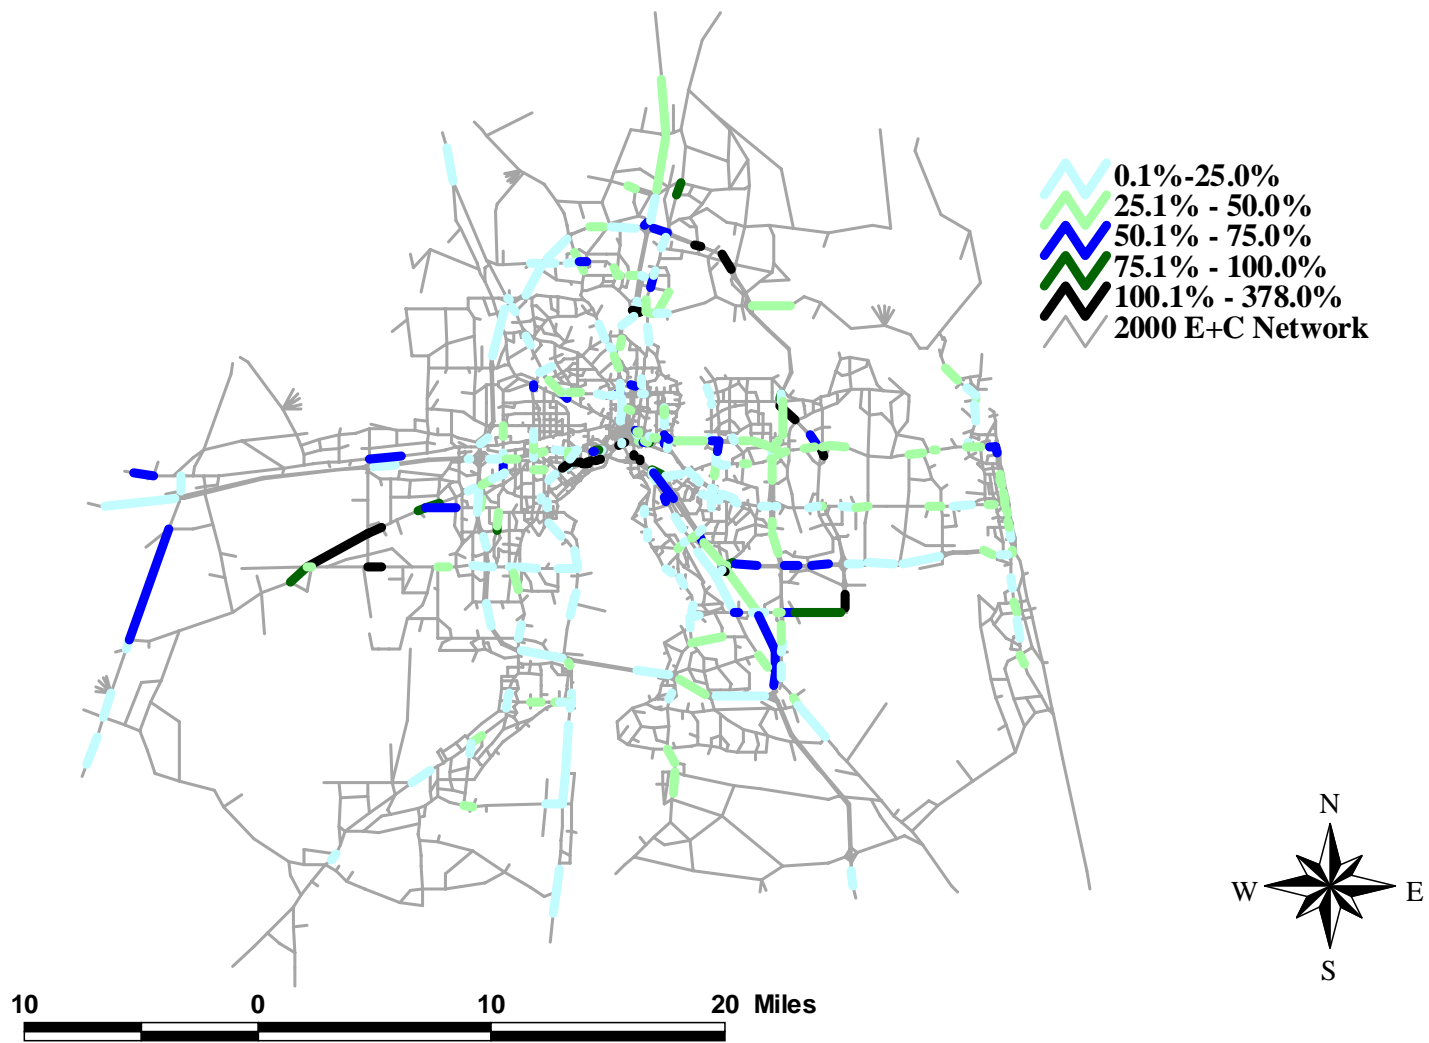 0.1%-25.0%
25.1% - 50.0%
50.1% - 75.0%
75.1% - 100.0%
100.1% - 378.0%
2000 E+C Network
N
W E
S
10 0 10 20 Miles